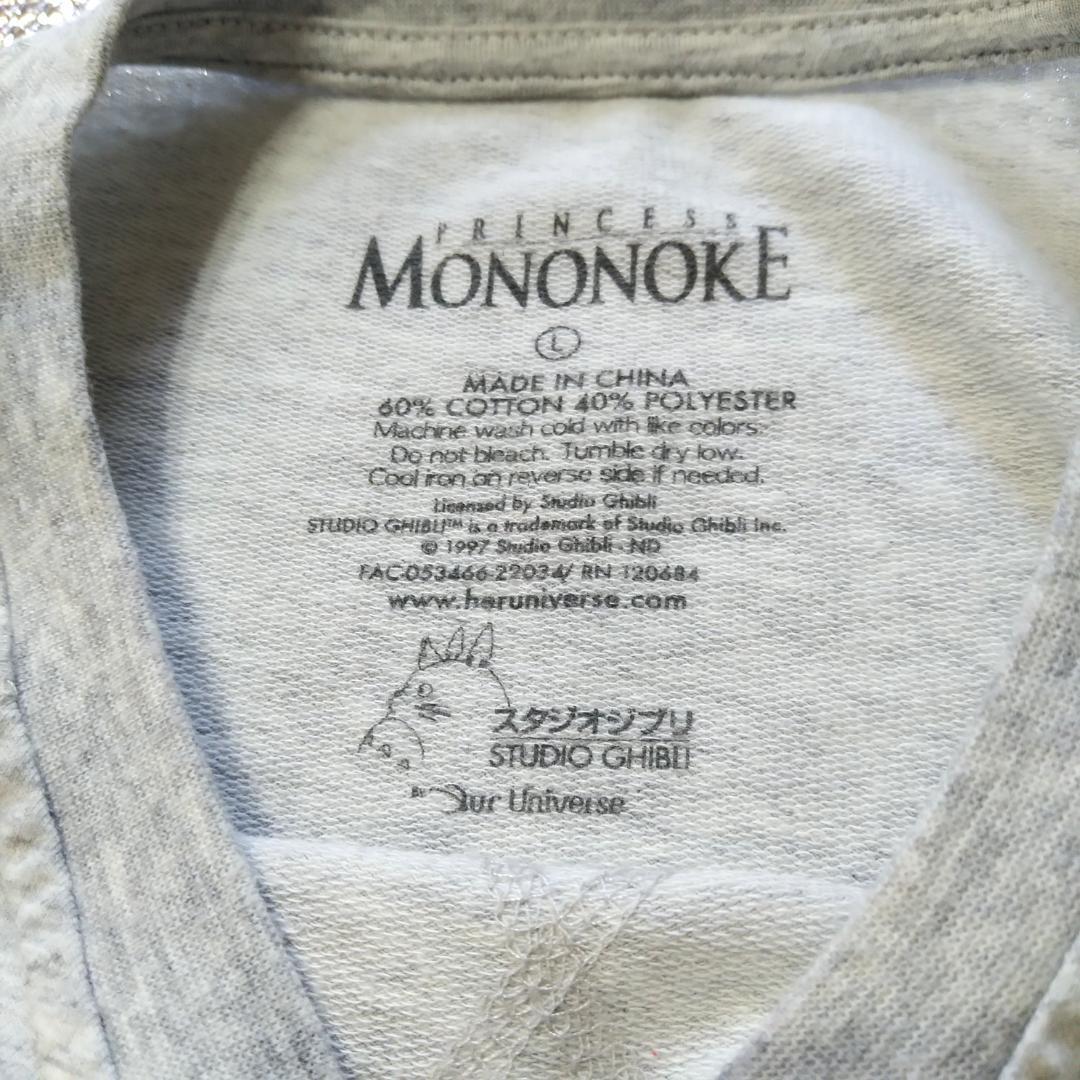 PRINCESS
MONONOKE
L
MADE IN CHINA
60% COTTON 40% POLYESTER
Machine wash cold with like colors.
Do not bleach. Tumble dry low.
Cool iron on reverse side if needed.
Licensed by Studio Ghibli
STUDIO GHIBLI™ is a trademark of Studio Ghibli Inc.
© 1997 Studio Ghibli - ND
FAC-053466-22034/ RN 120684
www.heruniverse.com
スタジオジブリ
STUDIO GHIBLI
BY Our Universe